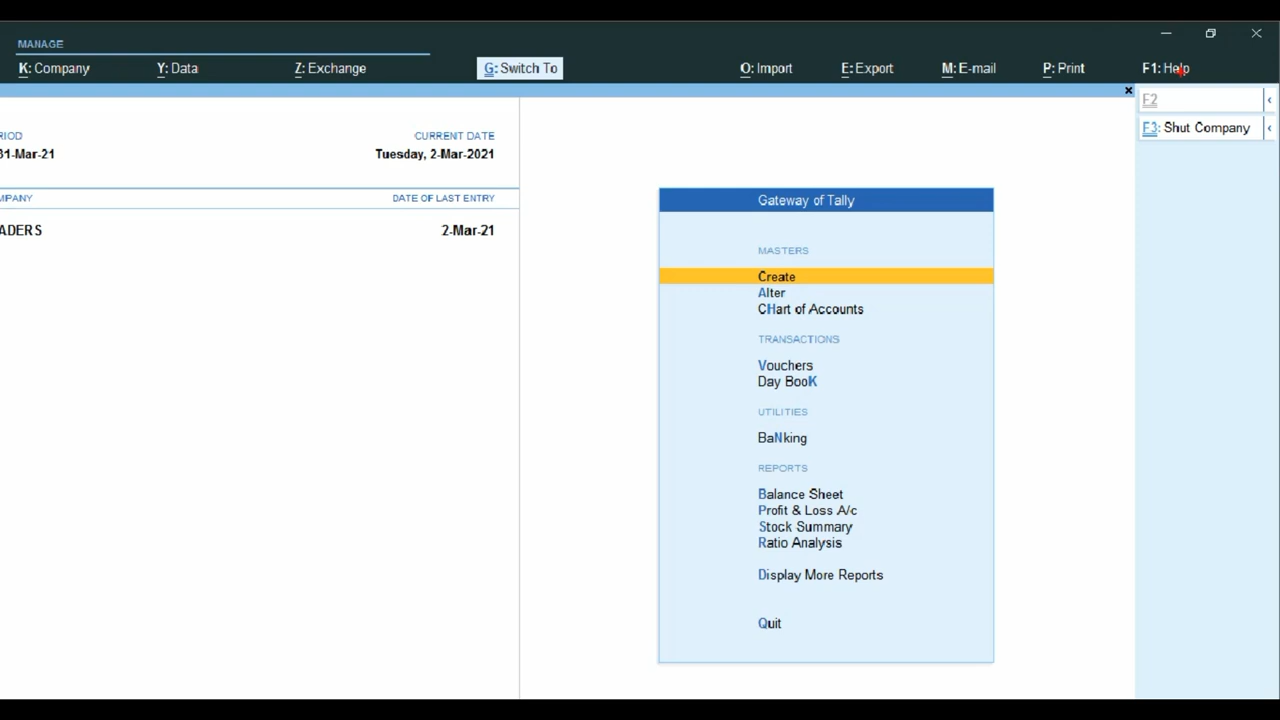 MANAGE
K: Company Y: Data Z: Exchange G: Switch To O: Import E: Export M: E-mail P: Print F1: Help
F2
F3: Shut Company
RIOD CURRENT DATE
31-Mar-21 Tuesday, 2-Mar-2021
MPANY DATE OF LAST ENTRY
ADERS 2-Mar-21
Gateway of Tally
MASTERS
Create
Alter
CHart of Accounts
TRANSACTIONS
Vouchers
Day BooK
UTILITIES
BaNking
REPORTS
Balance Sheet
Profit & Loss A/c
Stock Summary
Ratio Analysis
Display More Reports
Quit